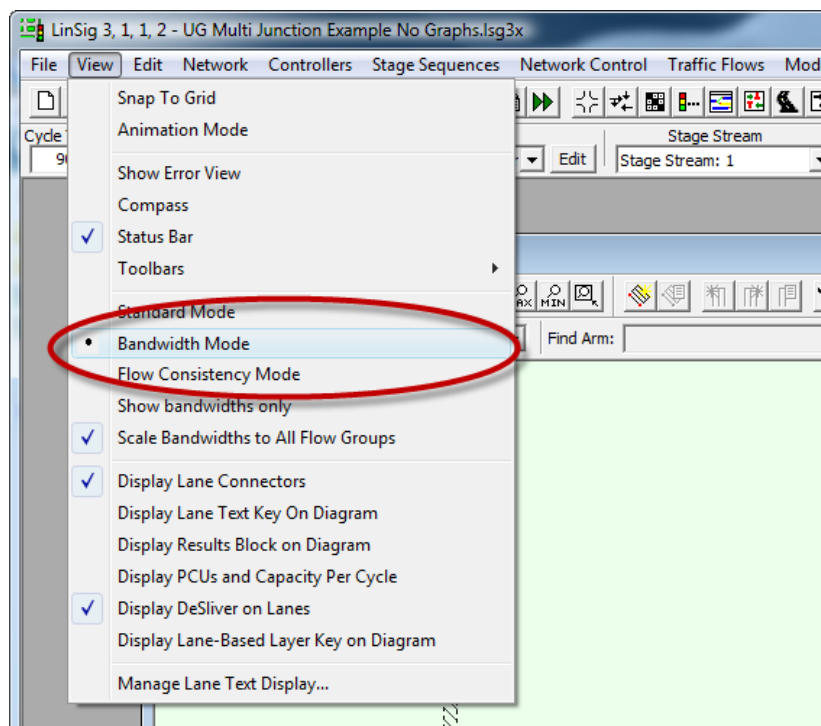 LinSig 3, 1, 1, 2 - UG Multi Junction Example No Graphs.lsg3x
File View Edit Network Controllers Stage Sequences Network Control Traffic Flows Mod
Snap To Grid
Animation Mode
Show Error View
Compass
Status Bar
Toolbars
Standard Mode
Bandwidth Mode
Flow Consistency Mode
Show bandwidths only
Scale Bandwidths to All Flow Groups
Display Lane Connectors
Display Lane Text Key On Diagram
Display Results Block on Diagram
Display PCUs and Capacity Per Cycle
Display DeSliver on Lanes
Display Lane-Based Layer Key on Diagram
Manage Lane Text Display...
Cycle
Stage Stream
Edit
Stage Stream: 1
MIN
Find Arm: